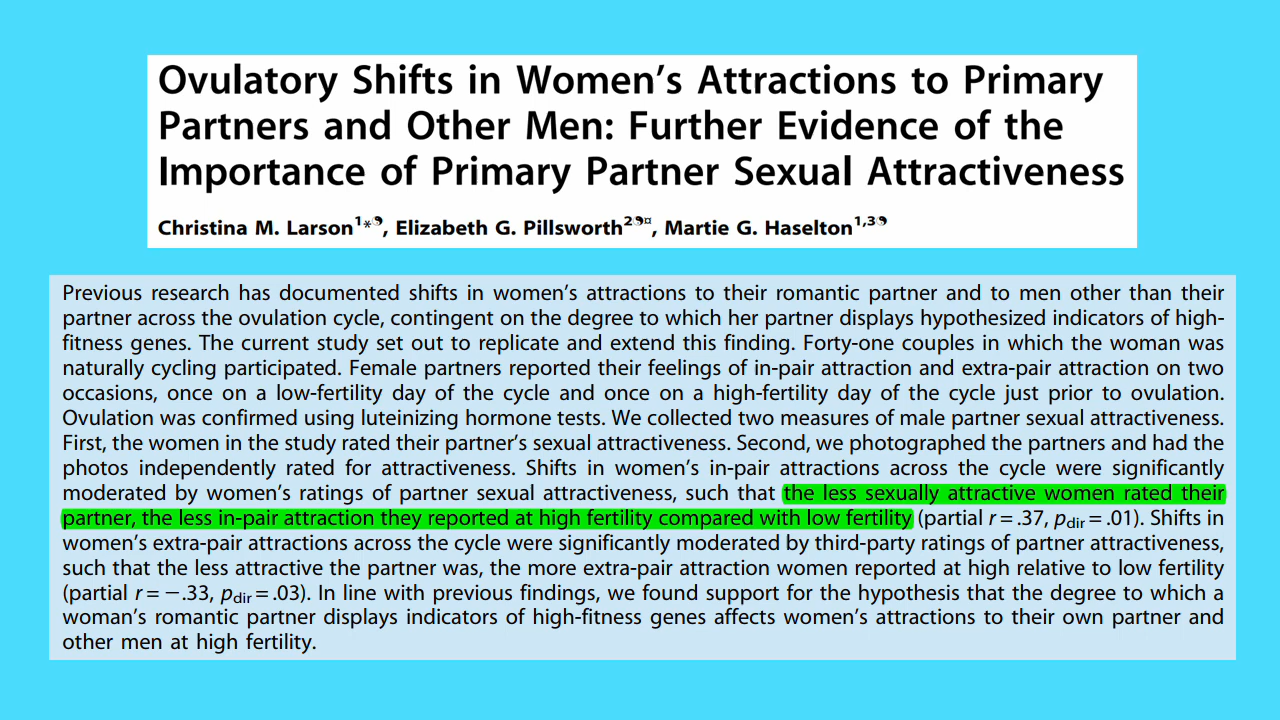 Ovulatory Shifts in Women’s Attractions to Primary
Partners and Other Men: Further Evidence of the
Importance of Primary Partner Sexual Attractiveness
Christina M. Larson1*9, Elizabeth G. Pillsworth29¤, Martie G. Haselton1,39
Previous research has documented shifts in women’s attractions to their romantic partner and to men other than their
partner across the ovulation cycle, contingent on the degree to which her partner displays hypothesized indicators of high-
fitness genes. The current study set out to replicate and extend this finding. Forty-one couples in which the woman was
naturally cycling participated. Female partners reported their feelings of in-pair attraction and extra-pair attraction on two
occasions, once on a low-fertility day of the cycle and once on a high-fertility day of the cycle just prior to ovulation.
Ovulation was confirmed using luteinizing hormone tests. We collected two measures of male partner sexual attractiveness.
First, the women in the study rated their partner’s sexual attractiveness. Second, we photographed the partners and had the
photos independently rated for attractiveness. Shifts in women’s in-pair attractions across the cycle were significantly
moderated by women’s ratings of partner sexual attractiveness, such that the less sexually attractive women rated their
partner, the less in-pair attraction they reported at high fertility compared with low fertility (partial r = .37, pdir = .01). Shifts in
women’s extra-pair attractions across the cycle were significantly moderated by third-party ratings of partner attractiveness,
such that the less attractive the partner was, the more extra-pair attraction women reported at high relative to low fertility
(partial r = −.33, pdir = .03). In line with previous findings, we found support for the hypothesis that the degree to which a
woman’s romantic partner displays indicators of high-fitness genes affects women’s attractions to their own partner and
other men at high fertility.